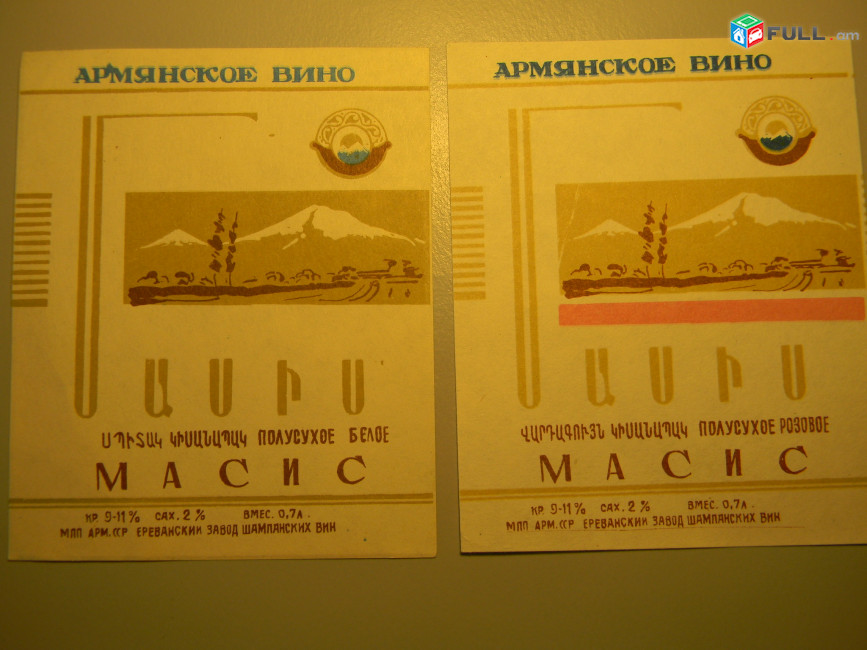 FULL.am
АРМЯНСКОЕ ВИНО
ՄԱՍԻՍ
ՍՊԻՏԱԿ ԿԻՍԱՆԱՊԱԿ ПОЛУСУХОЕ БЕЛОЕ
МАСИС
КР. 9-11% САХ. 2% ВМЕС. 0,7Л.
МПП АРМ.ССР ЕРЕВАНСКИЙ ЗАВОД ШАМПАНСКИХ ВИН
АРМЯНСКОЕ ВИНО
ՄԱՍԻՍ
ՎԱՐԴԱԳՈՒՅՆ ԿԻՍԱՆԱՊԱԿ ПОЛУСУХОЕ РОЗОВОЕ
МАСИС
КР. 9-11% САХ. 2% ВМЕС. 0,7Л
МПП АРМ.ССР ЕРЕВАНСКИЙ ЗАВОД ШАМПАНСКИХ ВИН